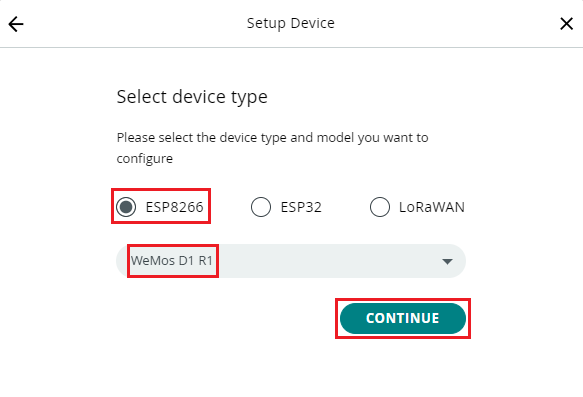 Setup Device
Select device type
Please select the device type and model you want to
configure
ESP8266 ESP32 LoRaWAN
WeMos D1 R1
CONTINUE